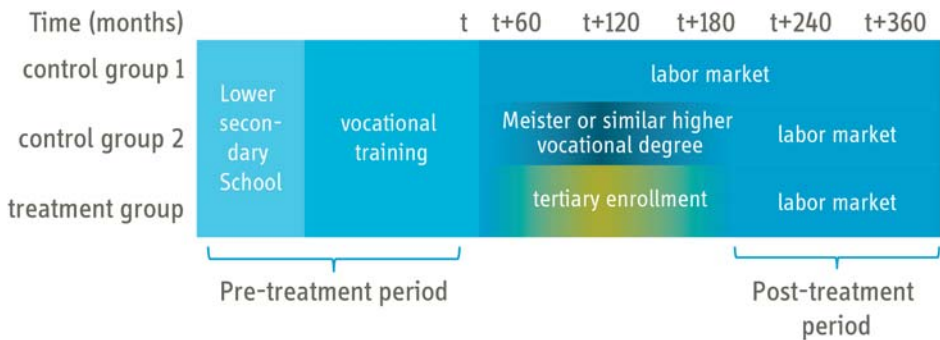 Time (months) t t+60 t+120 t+180 t+240 t+360
control group 1
labor market
Lower
secon-
dary
School
vocational
training
control group 2
Meister or similar higher
vocational degree
labor market
treatment group
tertiary enrollment
labor market
Pre-treatment period
Post-treatment
period